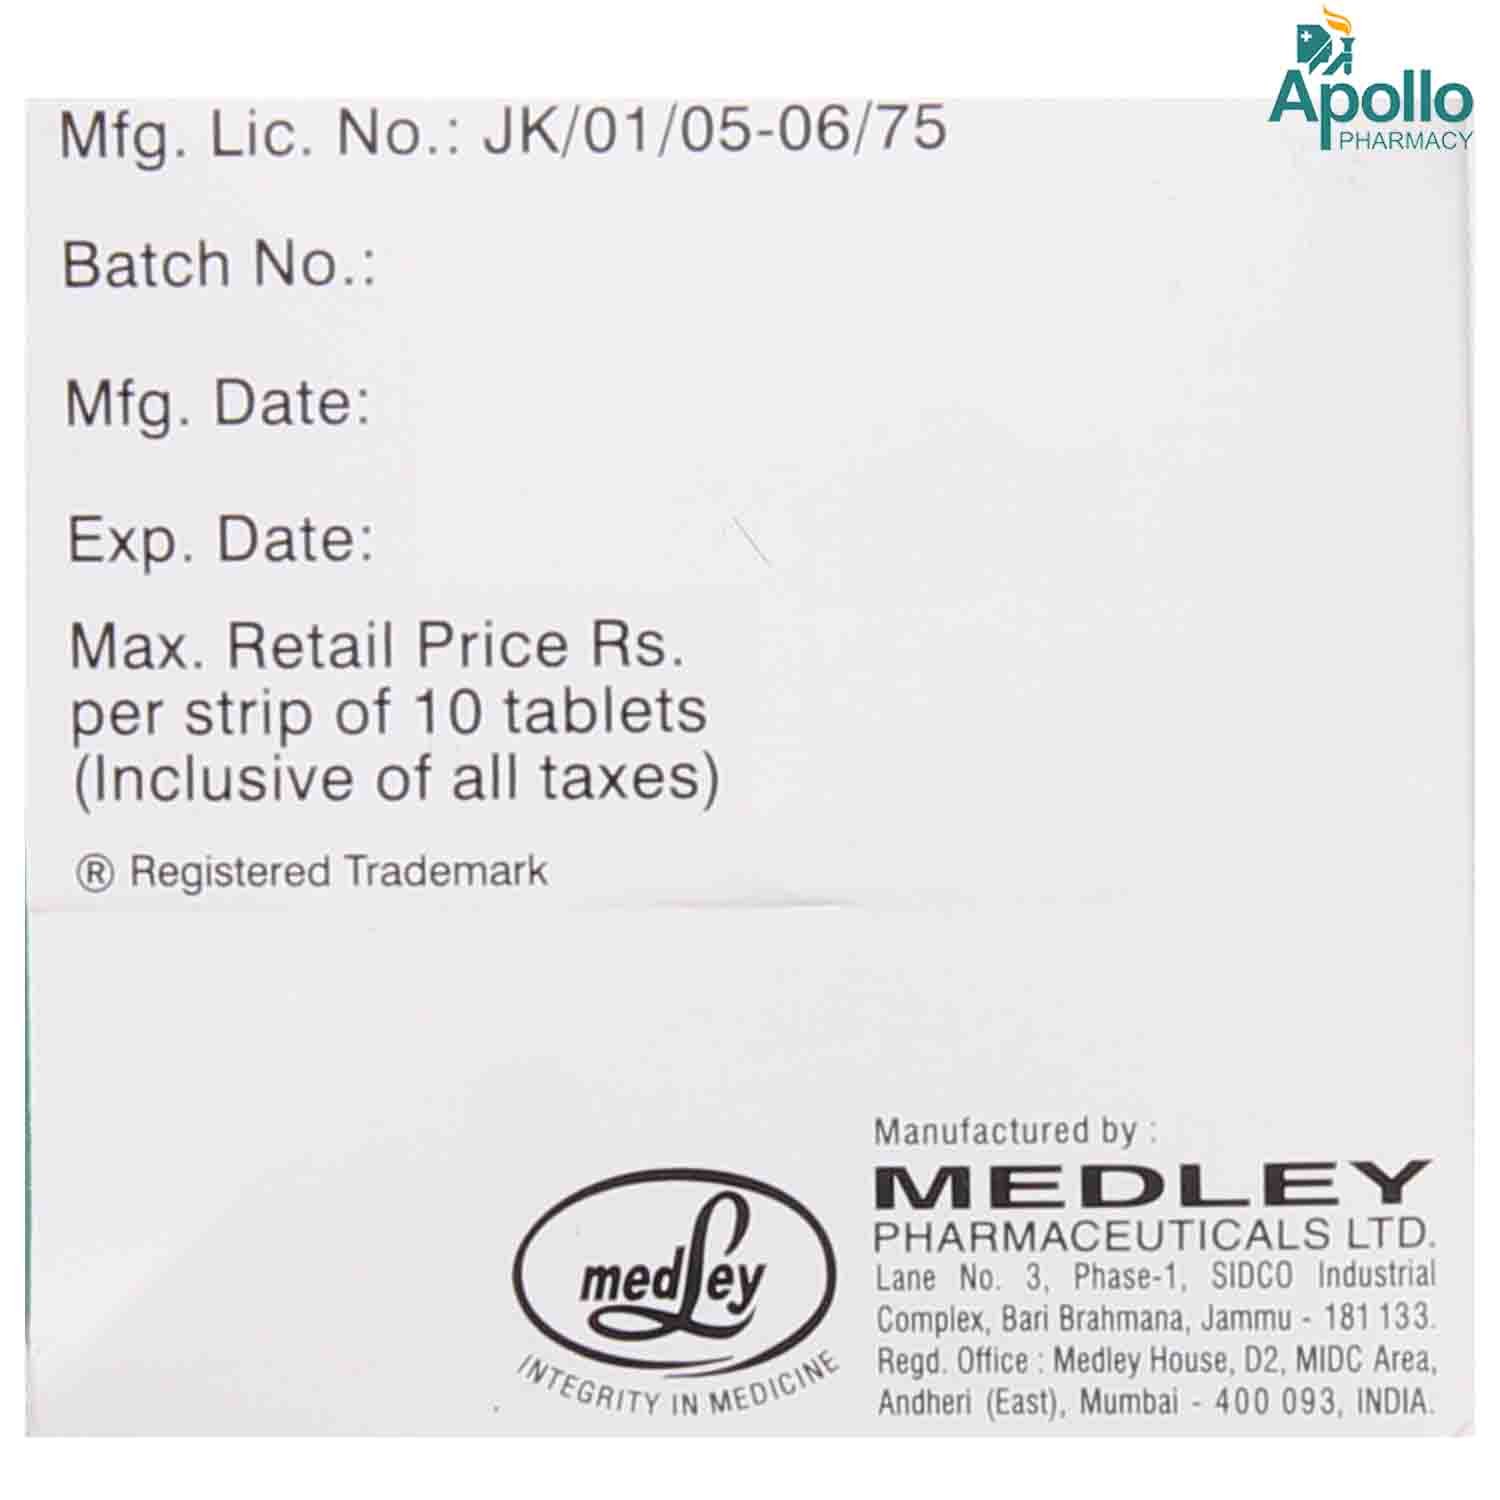 Apollo
PHARMACY
Mfg. Lic. No.: JK/01/05-06/75
Batch No.:
Mfg. Date:
Exp. Date:
Max. Retail Price Rs.
per strip of 10 tablets
(Inclusive of all taxes)
® Registered Trademark
medley
INTEGRITY IN MEDICINE
Manufactured by :
MEDLEY
PHARMACEUTICALS LTD.
Lane No. 3, Phase-1, SIDCO Industrial
Complex, Bari Brahmana, Jammu - 181 133.
Regd. Office : Medley House, D2, MIDC Area,
Andheri (East), Mumbai - 400 093, INDIA.